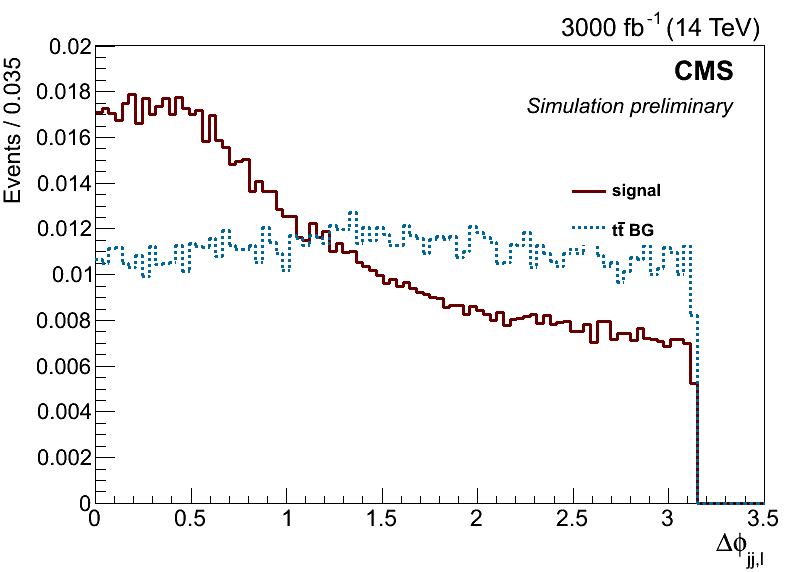 3000 fb⁻¹ (14 TeV)
Events / 0.035
0.02
0.018
0.016
0.014
0.012
0.01
0.008
0.006
0.004
0.002
0
CMS
Simulation preliminary
signal
tt̄ BG
0 0.5 1 1.5 2 2.5 3 3.5
Δϕjj,l